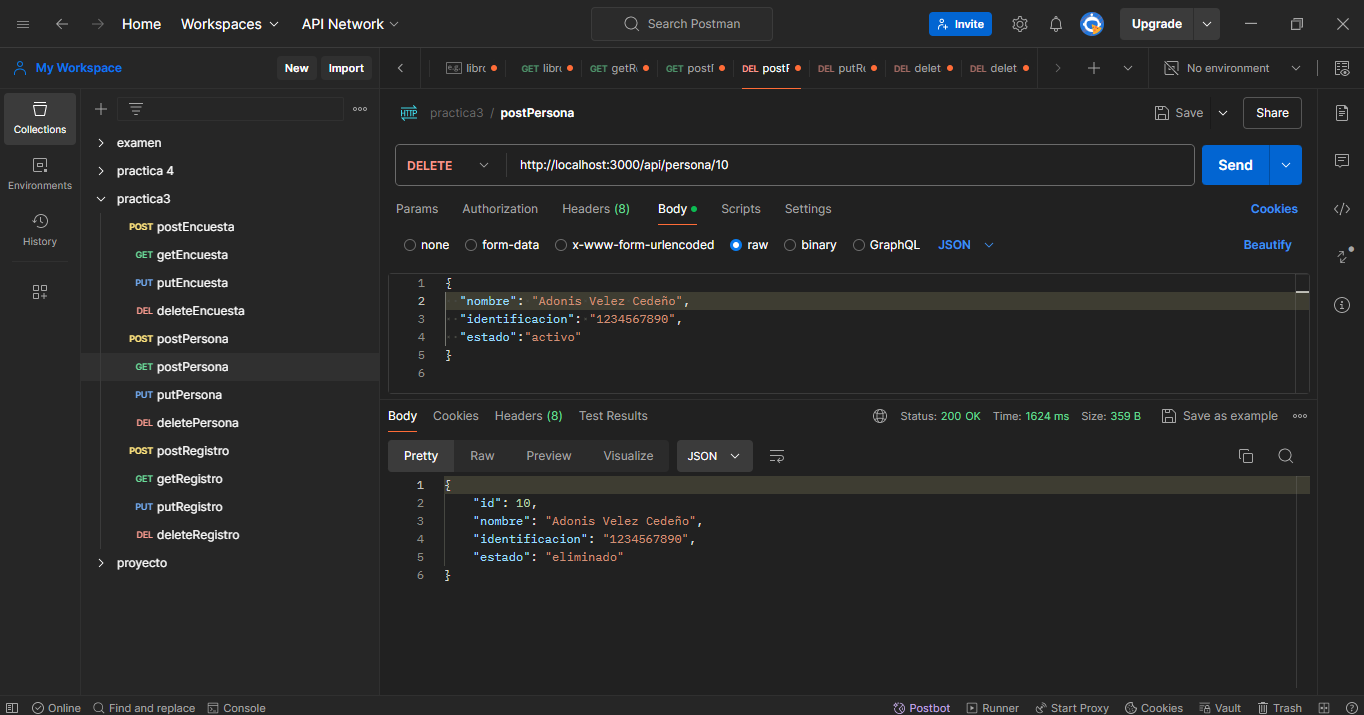 Home Workspaces API Network Search Postman Invite Upgrade
My Workspace New Import
libr GET libr GET getR GET postI DEL postF PUT putRe DEL delet DEL delet No environment
Collections
Environments
History
examen
practica 4
practica3
POST postEncuesta
GET getEncuesta
PUT putEncuesta
DEL deleteEncuesta
POST postPersona
GET postPersona
PUT putPersona
DEL deletePersona
POST postRegistro
GET getRegistro
PUT putRegistro
DEL deleteRegistro
proyecto
HTTP practica3 / postPersona Save Share
DELETE http://localhost:3000/api/persona/10 Send
Params Authorization Headers (8) Body Scripts Settings Cookies
none form-data x-www-form-urlencoded raw binary GraphQL JSON Beautify
1 {
2 "nombre": "Adonis Velez Cedeño",
3 "identificacion": "1234567890",
4 "estado":"activo"
5 }
6
Body Cookies Headers (8) Test Results Status: 200 OK Time: 1624 ms Size: 359 B Save as example
Pretty Raw Preview Visualize JSON
1 {
2 "id": 10,
3 "nombre": "Adonis Velez Cedeño",
4 "identificacion": "1234567890",
5 "estado": "eliminado"
6 }
Online Find and replace Console Postbot Runner Start Proxy Cookies Vault Trash